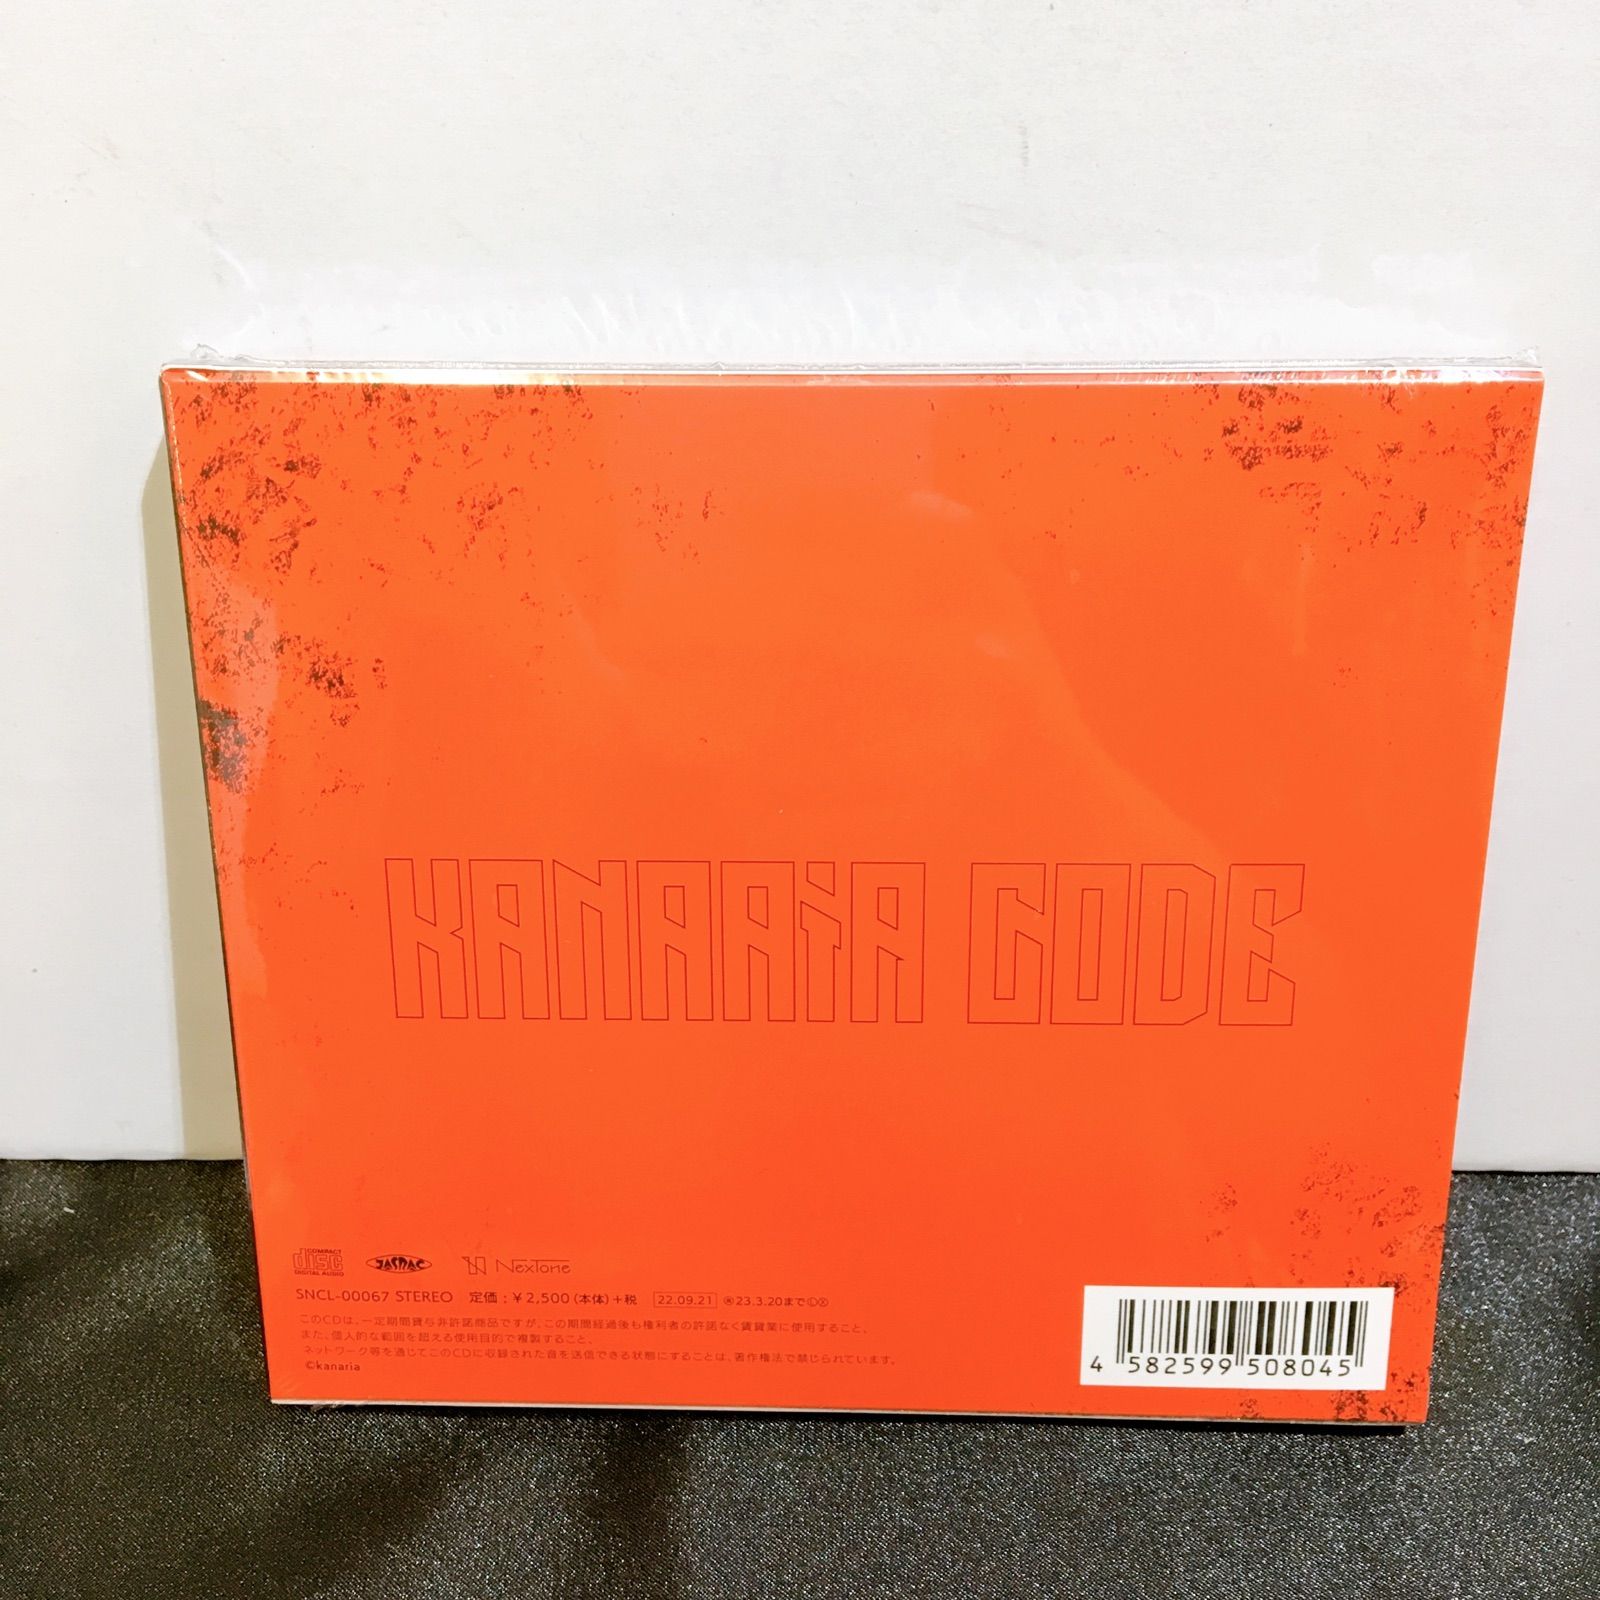 KANARIA CODE
COMPACT
disc
DIGITAL AUDIO
JASRAC
NexTone
SNCL-00067 STEREO 定価:¥2,500(本体)+税 22.09.21 23.3.20まで
このCDは、一定期間貸与非許諾商品ですが、この期間経過後も権利者の許諾なく賃貸業に使用すること、
また、個人的な範囲を超える使用目的で複製すること、
ネットワーク等を通じてこのCDに収録された音を送信できる状態にすることは、著作権法で禁じられています。
©kanaria
4 582599 508045